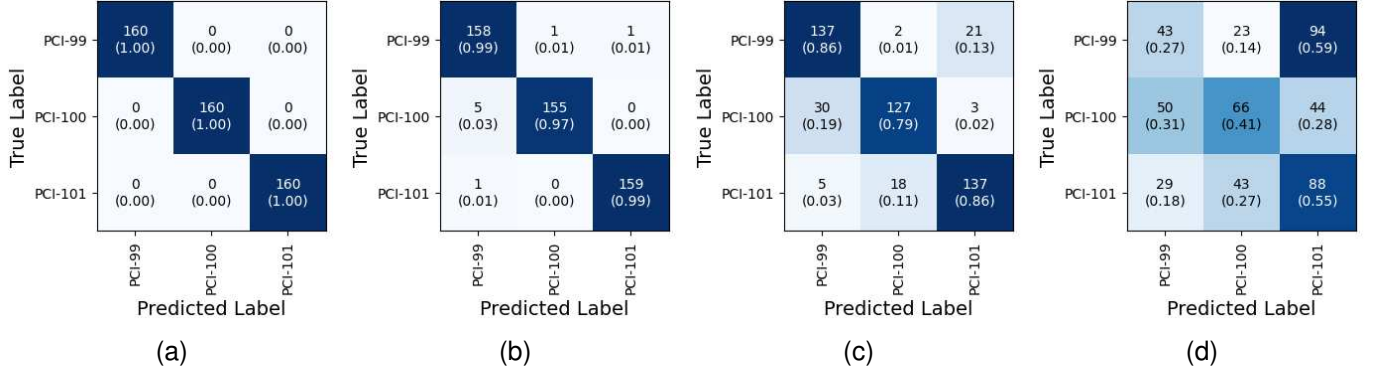 True Label
PCI-99
160 0 0
(1.00) (0.00) (0.00)
PCI-100
0 160 0
(0.00) (1.00) (0.00)
PCI-101
0 0 160
(0.00) (0.00) (1.00)
PCI-99 PCI-100 PCI-101
Predicted Label
(a)
True Label
PCI-99
158 1 1
(0.99) (0.01) (0.01)
PCI-100
5 155 0
(0.03) (0.97) (0.00)
PCI-101
1 0 159
(0.01) (0.00) (0.99)
PCI-99 PCI-100 PCI-101
Predicted Label
(b)
True Label
PCI-99
137 2 21
(0.86) (0.01) (0.13)
PCI-100
30 127 3
(0.19) (0.79) (0.02)
PCI-101
5 18 137
(0.03) (0.11) (0.86)
PCI-99 PCI-100 PCI-101
Predicted Label
(c)
True Label
PCI-99
43 23 94
(0.27) (0.14) (0.59)
PCI-100
50 66 44
(0.31) (0.41) (0.28)
PCI-101
29 43 88
(0.18) (0.27) (0.55)
PCI-99 PCI-100 PCI-101
Predicted Label
(d)